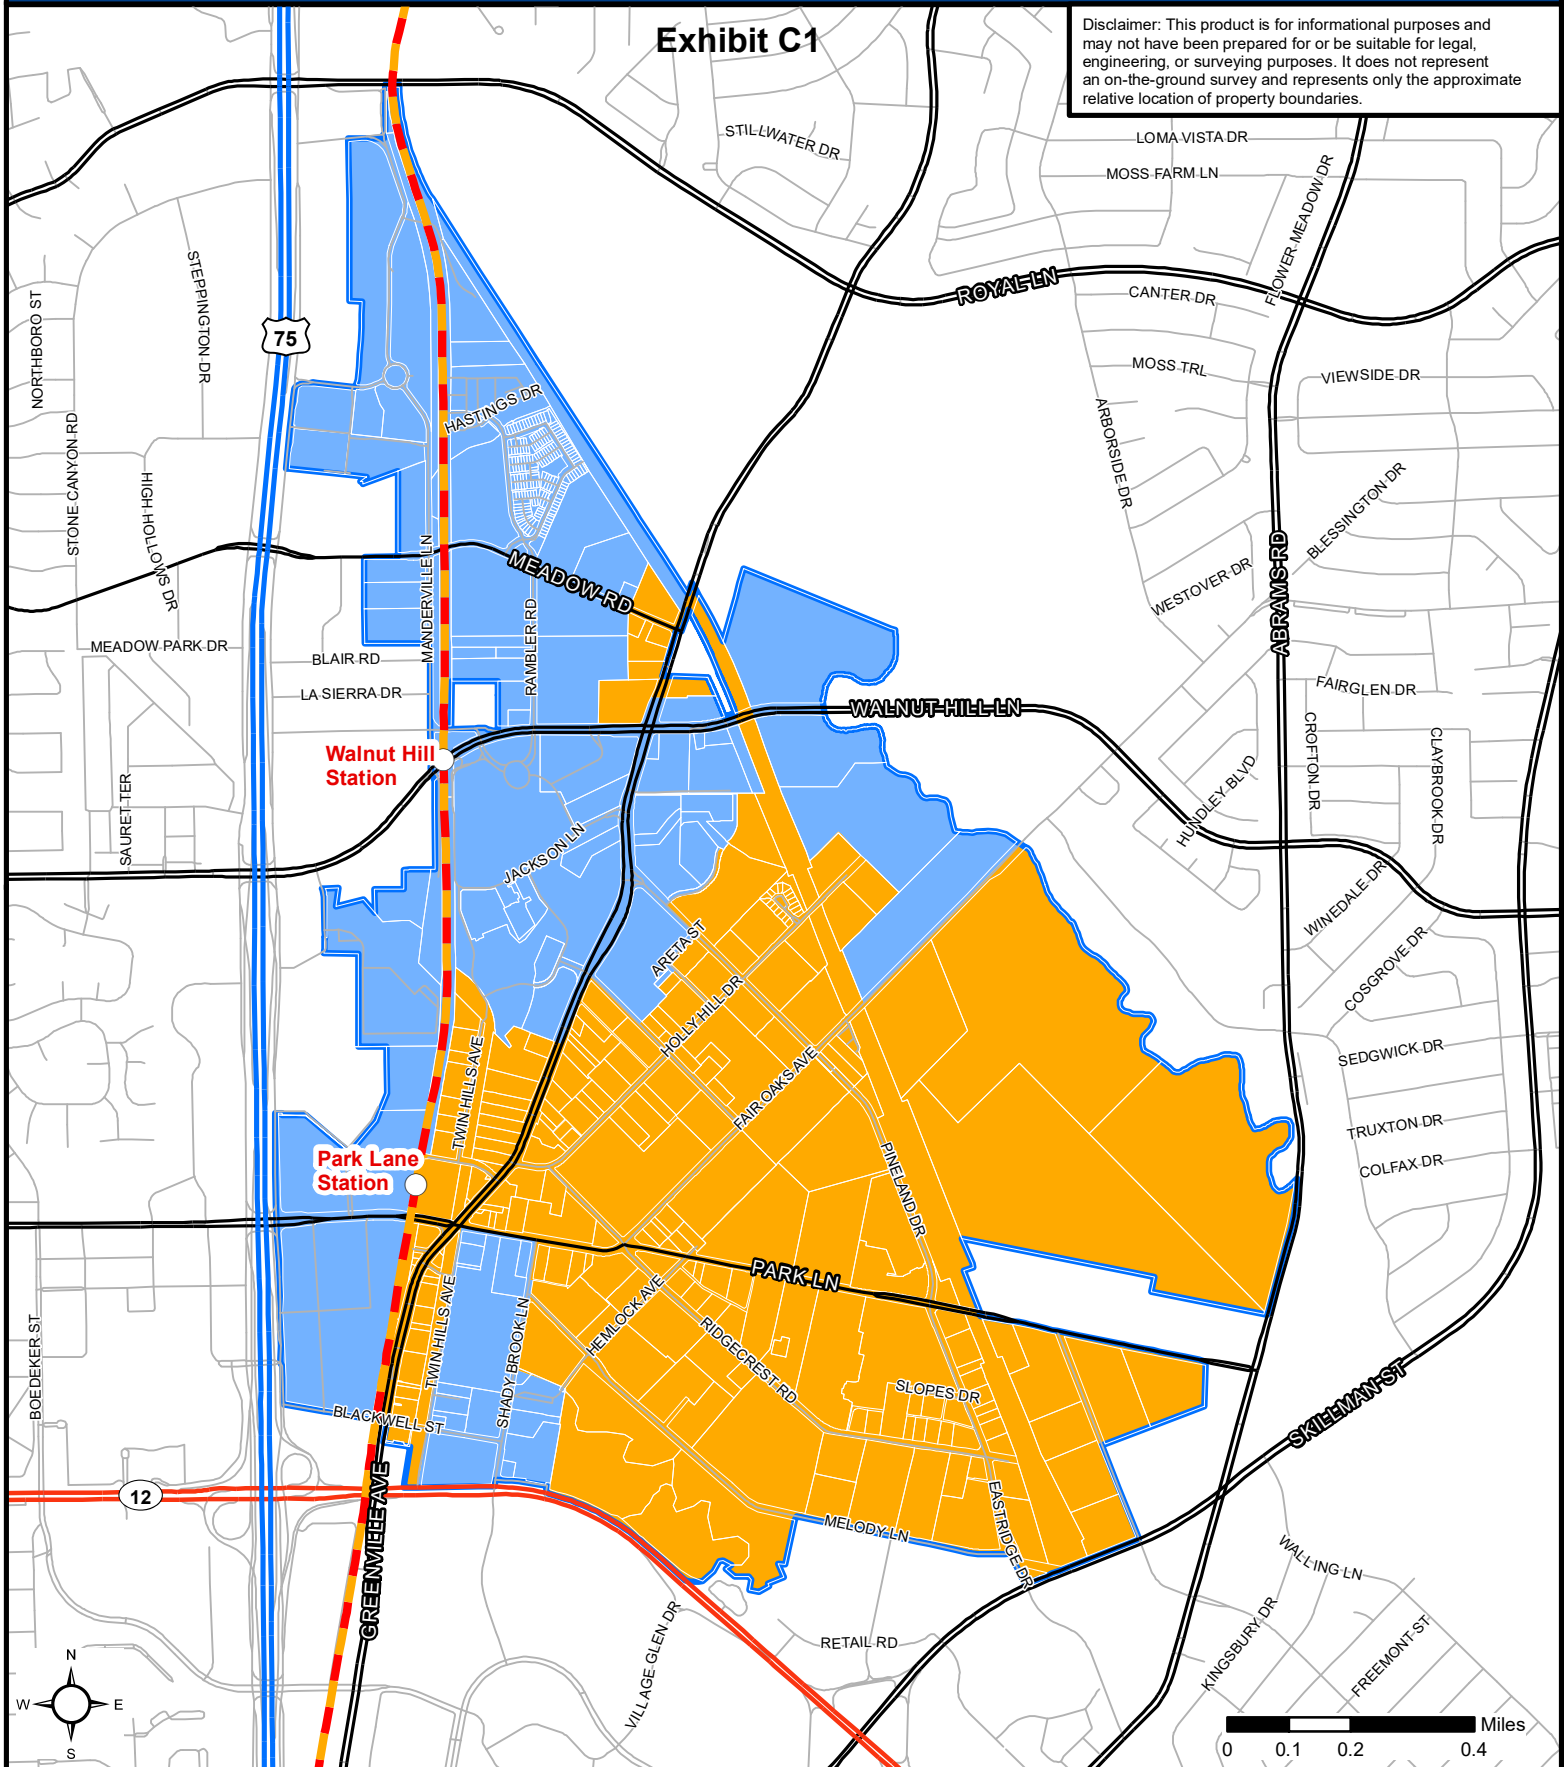 Exhibit C1
Disclaimer: This product is for informational purposes and
may not have been prepared for or be suitable for legal,
engineering, or surveying purposes. It does not represent
an on-the-ground survey and represents only the approximate
relative location of property boundaries.
STILLWATER DR
LOMA VISTA DR
MOSS FARM LN
FLOWER MEADOW DR
STEPPINGTON DR
NORTHBORO ST
ROYAL LN
CANTER DR
75
MOSS TRL
VIEWSIDE DR
HASTINGS DR
ARBORSIDE DR
STONE CANYON RD
HIGH HOLLOWS DR
BLESSINGTON DR
MANDERVILLE LN
MEADOW RD
WESTOVER DR
ABRAMS RD
RAMBLER RD
MEADOW PARK DR
BLAIR RD
LA SIERRA DR
FAIRGLEN DR
WALNUT HILL LN
CROFTON DR
CLAYBROOK DR
Walnut Hill
Station
SAURET TER
HUNDLEY BLVD
JACKSON LN
WINEDALE DR
ARETA ST
COSGROVE DR
HOLLY HILL DR
SEDGWICK DR
TWIN HILLS AVE
FAIR OAKS AVE
TRUXTON DR
COLFAX DR
Park Lane
Station
PINELAND DR
PARK LN
HEMLOCK AVE
TWIN HILLS AVE
SHADY BROOK LN
RIDGECREST RD
BOEDEKER ST
SLOPES DR
BLACKWELL ST
SKILLMAN ST
12
GREENVILLE AVE
MELODY LN
EASTRIDGE DR
WALLING LN
VILLAGE GLEN DR
RETAIL RD
KINGSBURY DR
FREEMONT ST
N
W
E
S
Miles
0
0.1
0.2
0.4